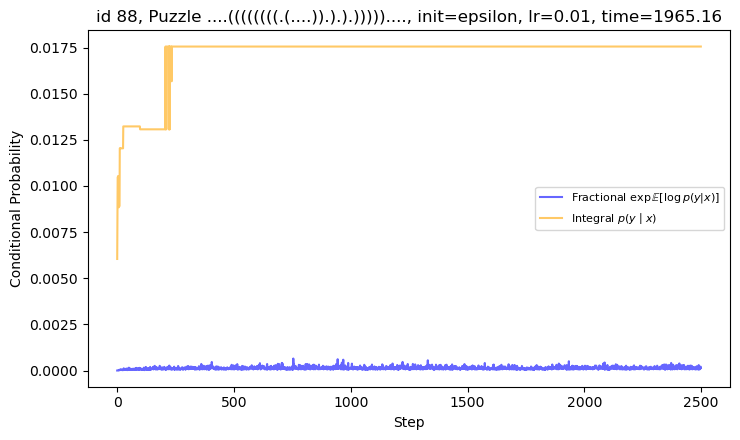 id 88, Puzzle ....((((((((.(....)).).).)))))...., init=epsilon, lr=0.01, time=1965.16
0.0175
0.0150
0.0125
0.0100
0.0075
0.0050
0.0025
0.0000
Conditional Probability
Fractional exp𝔼[log p(y|x)]
Integral p(y | x)
0
500
1000
1500
2000
2500
Step